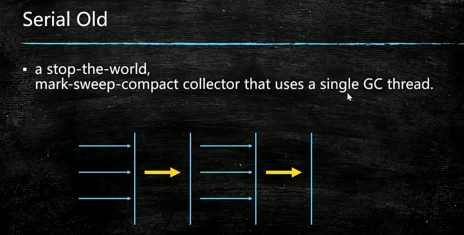 Serial Old
a stop-the-world,
mark-sweep-compact collector that uses a single GC thread.